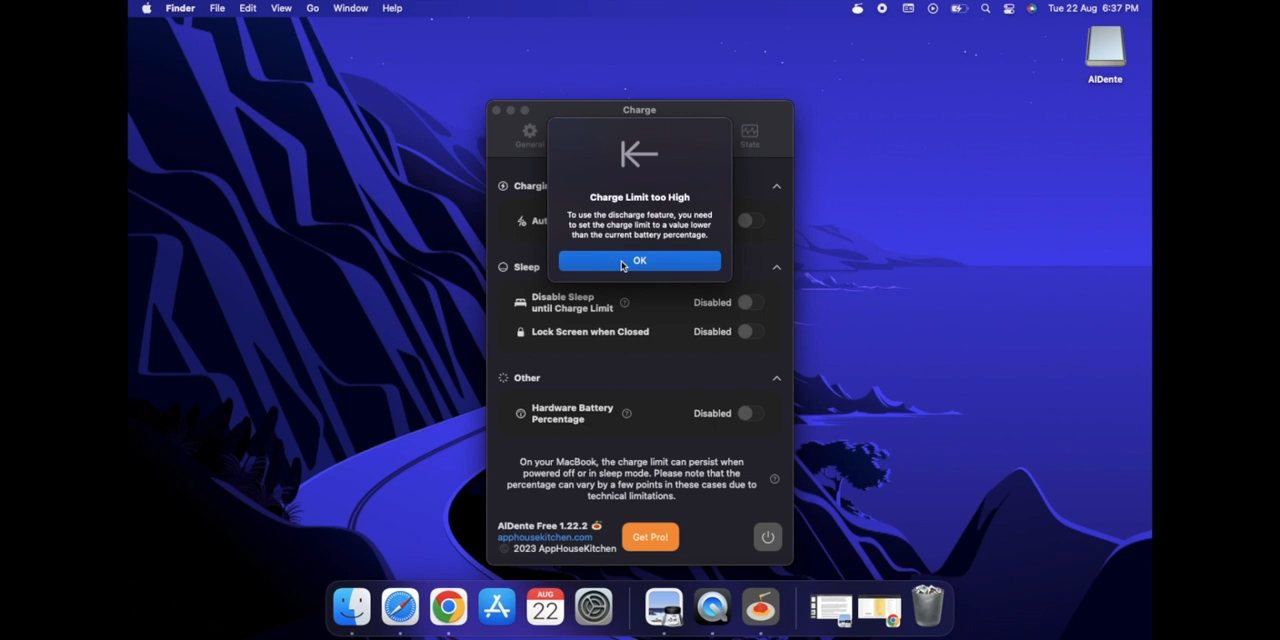 Finder File Edit View Go Window Help
Tue 22 Aug 6:37 PM
AlDente
Charge
General
Stats
Charge Limit too High
To use the discharge feature, you need
to set the charge limit to a value lower
than the current battery percentage.
OK
Sleep
Disable Sleep
until Charge Limit
Disabled
Lock Screen when Closed
Disabled
Other
Hardware Battery
Percentage
Disabled
On your MacBook, the charge limit can persist when
powered off or in sleep mode. Please note that the
percentage can vary by a few points in these cases due to
technical limitations.
AlDente Free 1.22.2
apphousekitchen.com
© 2023 AppHouseKitchen
Get Pro!
AUG
22